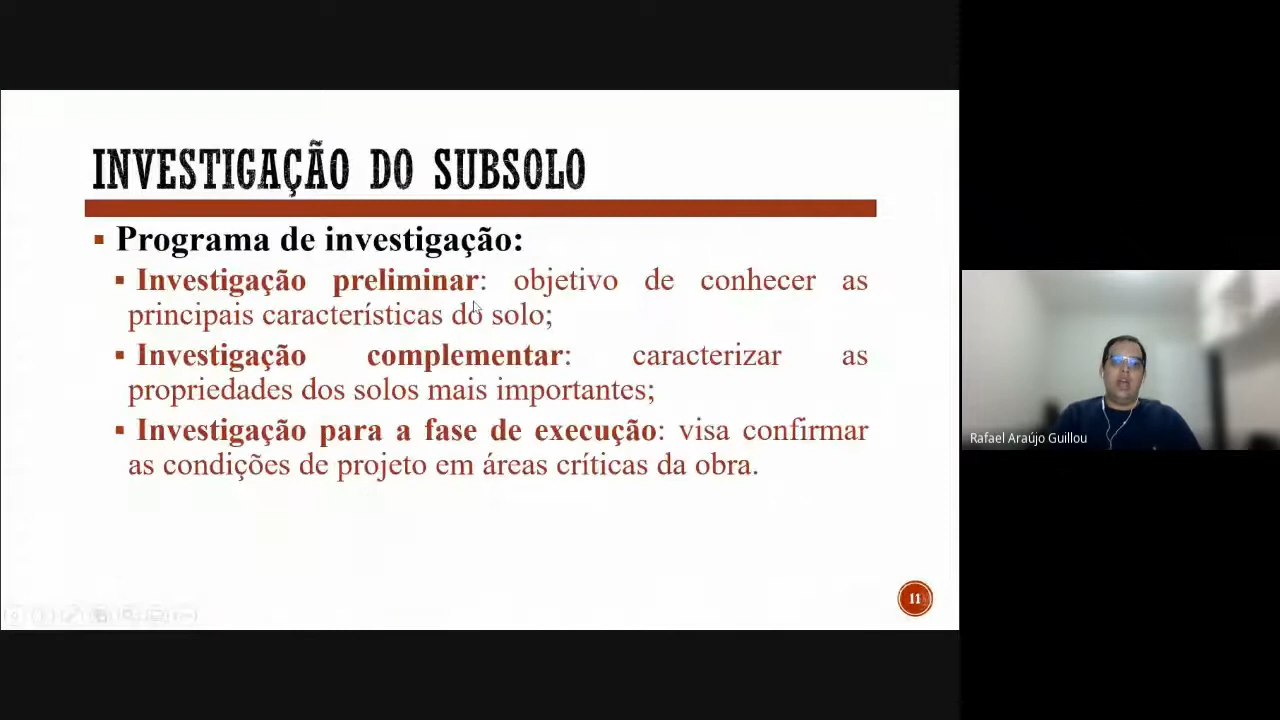 INVESTIGAÇÃO DO SUBSOLO
▪ Programa de investigação:
▪ Investigação preliminar: objetivo de conhecer as
principais características do solo;
▪ Investigação complementar: caracterizar as
propriedades dos solos mais importantes;
▪ Investigação para a fase de execução: visa confirmar
as condições de projeto em áreas críticas da obra.
11
Rafael Araújo Guillou